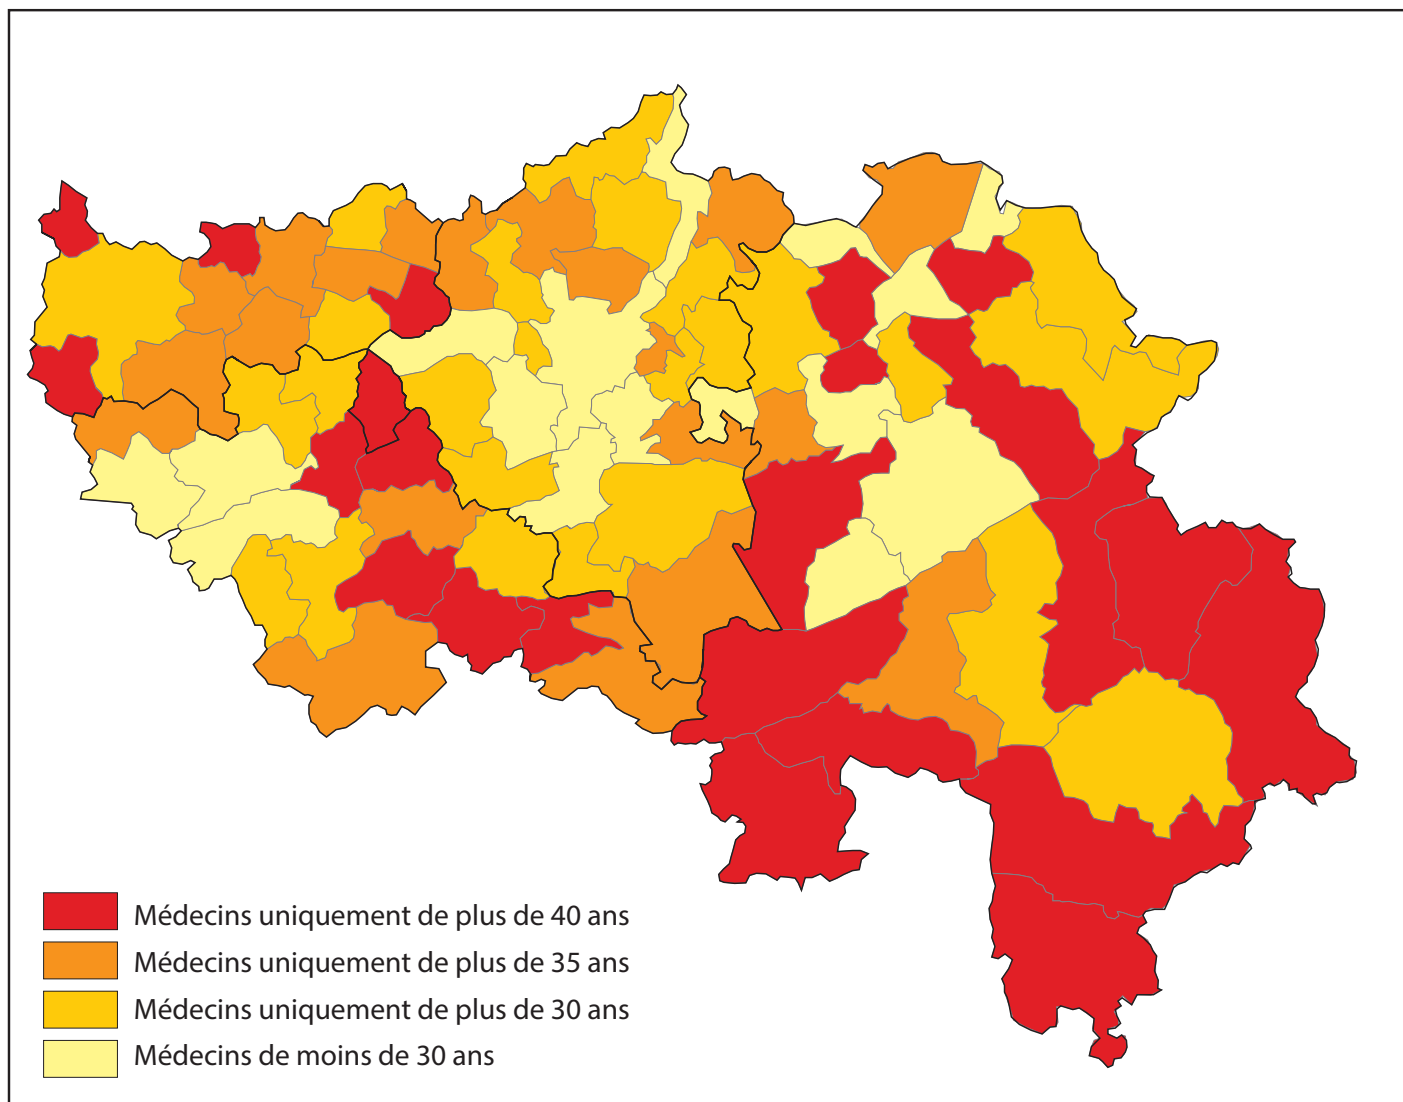 Médecins uniquement de plus de 40 ans
Médecins uniquement de plus de 35 ans
Médecins uniquement de plus de 30 ans
Médecins de moins de 30 ans